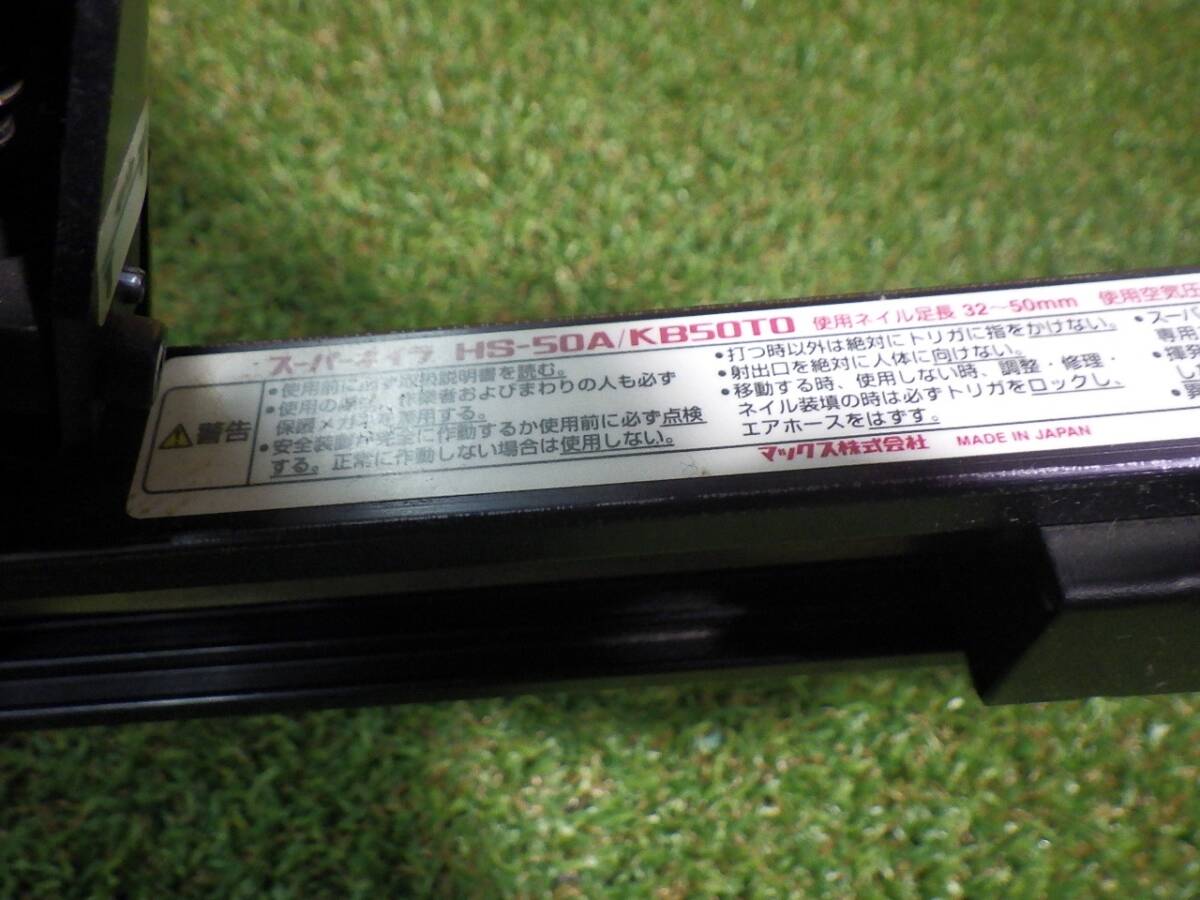 スーパーネイラ HS-50A/KB50T0 使用ネイル足長 32～50mm 使用空気圧
警告
•使用前に必ず取扱説明書を読む。
•使用の 作業者およびまわりの人も必ず
保護メガネ 着用する。
•安全装置が完全に作動するか使用前に必ず点検
する。正常に作動しない場合は使用しない。
•打つ時以外は絶対にトリガに指をかけない。
•射出口を絶対に人体に向けない。
•移動する時、使用しない時、調整・修理・
ネイル装填の時は必ずトリガをロックし、
エアホースをはずす。
•スーパ
専用
•揮発
し
マックス株式会社 MADE IN JAPAN